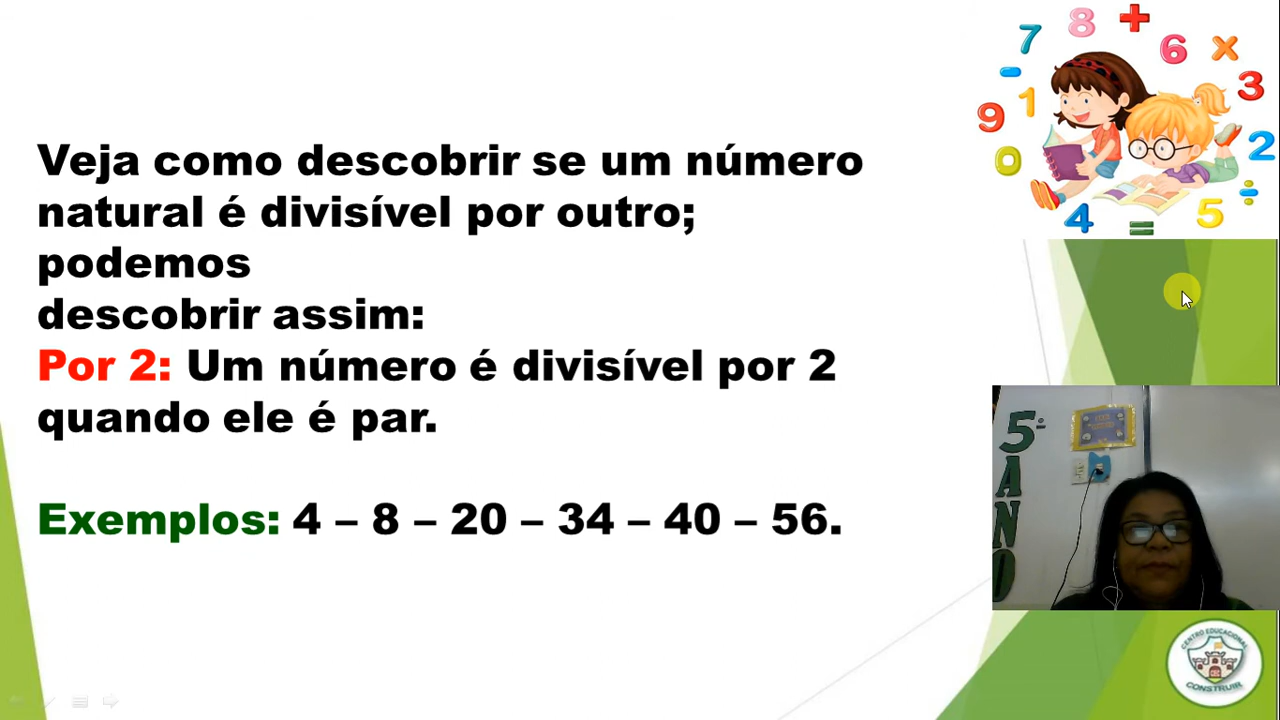 Veja como descobrir se um número
natural é divisível por outro;
podemos
descobrir assim:
Por 2: Um número é divisível por 2
quando ele é par.
Exemplos: 4 – 8 – 20 – 34 – 40 – 56.
7 8 + 6 x
- 1 3
9 2
0 ÷
4 = 5
5º
ANO
CENTRO EDUCACIONAL
CONSTRUIR